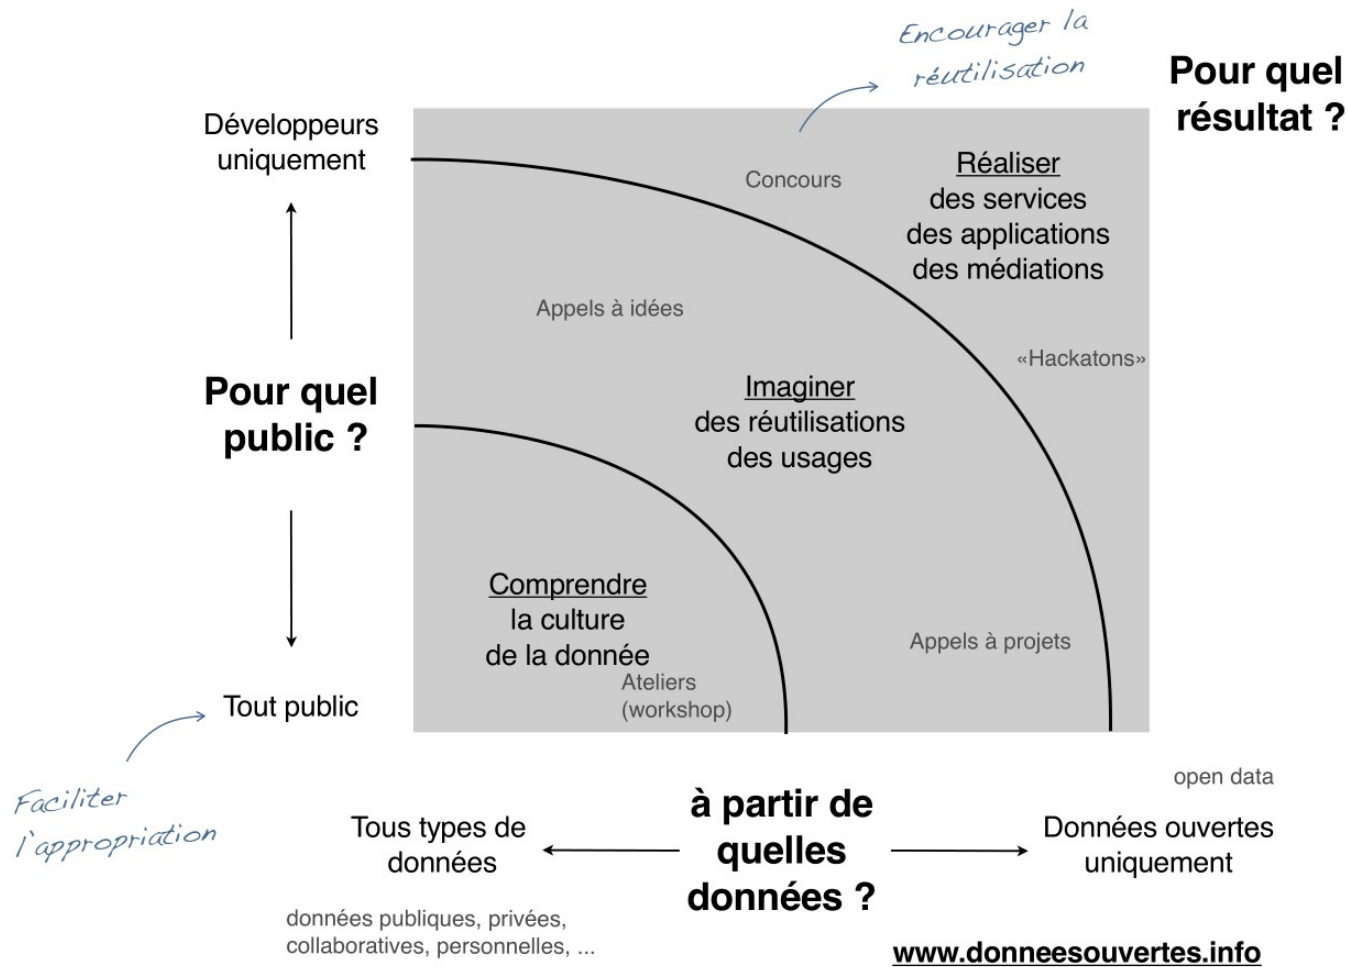 Encourager la
réutilisation
Pour quel
résultat ?
Développeurs
uniquement
Concours
Réaliser
des services
des applications
des médiations
Appels à idées
«Hackatons»
Pour quel
public ?
Imaginer
des réutilisations
des usages
Comprendre
la culture
de la donnée
Ateliers
(workshop)
Appels à projets
Tout public
Faciliter
l'appropriation
open data
à partir de
quelles
données ?
Tous types de
données
Données ouvertes
uniquement
données publiques, privées,
collaboratives, personnelles, ...
www.donneesouvertes.info